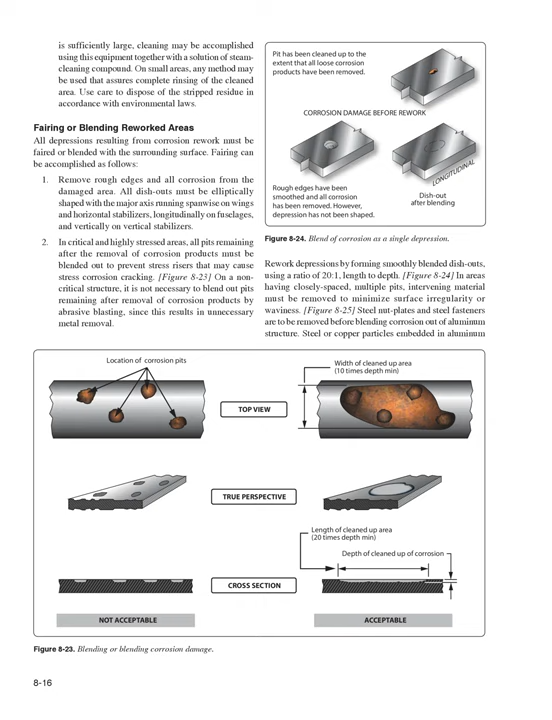 is sufficiently large, cleaning may be accomplished
using this equipment together with a solution of steam-
cleaning compound. On small areas, any method may
be used that assures complete rinsing of the cleaned
area. Use care to dispose of the stripped residue in
accordance with environmental laws.
Fairing or Blending Reworked Areas
All depressions resulting from corrosion rework must be
faired or blended with the surrounding surface. Fairing can
be accomplished as follows:
1. Remove rough edges and all corrosion from the
damaged area. All dish-outs must be elliptically
shaped with the major axis running spanwise on wings
and horizontal stabilizers, longitudinally on fuselages,
and vertically on vertical stabilizers.
2. In critical and highly stressed areas, all pits remaining
after the removal of corrosion products must be
blended out to prevent stress risers that may cause
stress corrosion cracking. [Figure 8-23] On a non-
critical structure, it is not necessary to blend out pits
remaining after removal of corrosion products by
abrasive blasting, since this results in unnecessary
metal removal.
Pit has been cleaned up to the
extent that all loose corrosion
products have been removed.
CORROSION DAMAGE BEFORE REWORK
Rough edges have been
smoothed and all corrosion
has been removed. However,
depression has not been shaped.
LONGITUDINAL
Dish-out
after blending
Figure 8-24. Blend of corrosion as a single depression.
Rework depressions by forming smoothly blended dish-outs,
using a ratio of 20:1, length to depth. [Figure 8-24] In areas
having closely-spaced, multiple pits, intervening material
must be removed to minimize surface irregularity or
waviness. [Figure 8-25] Steel nut-plates and steel fasteners
are to be removed before blending corrosion out of aluminum
structure. Steel or copper particles embedded in aluminum
Location of corrosion pits
Width of cleaned up area
(10 times depth min)
TOP VIEW
TRUE PERSPECTIVE
Length of cleaned up area
(20 times depth min)
Depth of cleaned up of corrosion
CROSS SECTION
NOT ACCEPTABLE
ACCEPTABLE
Figure 8-23. Blending or blending corrosion damage.
8-16